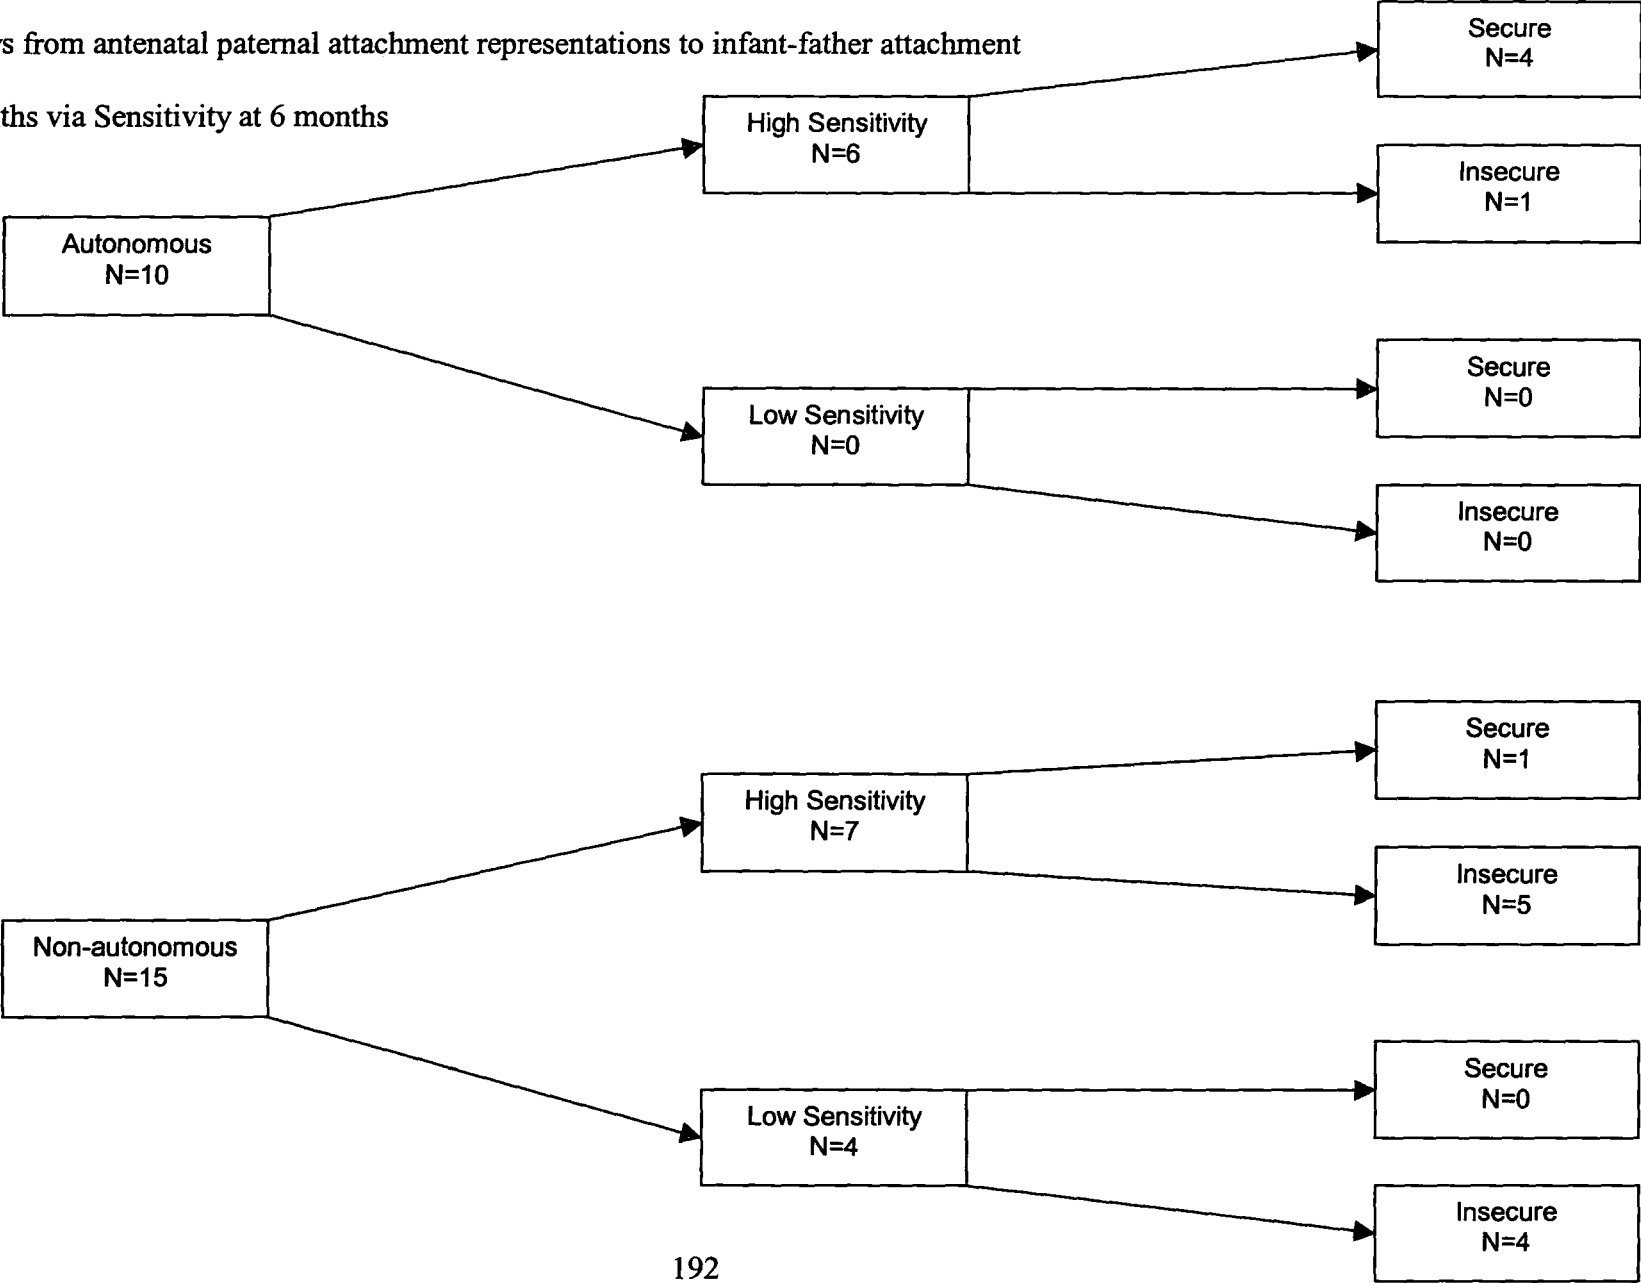 from antenatal paternal attachment representations to infant-father attachment
via Sensitivity at 6 months
Autonomous
N=10
High Sensitivity
N=6
Secure
N=4
Insecure
N=1
Low Sensitivity
N=0
Secure
N=0
Insecure
N=0
Non-autonomous
N=15
High Sensitivity
N=7
Secure
N=1
Insecure
N=5
Low Sensitivity
N=4
Secure
N=0
Insecure
N=4
192